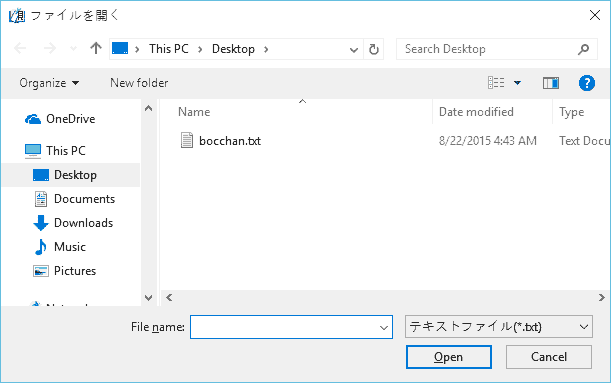 ファイルを開く
This PC > Desktop >
Search Desktop
Organize
New folder
?
Name
Date modified
Type
OneDrive
This PC
Desktop
Documents
Downloads
Music
Pictures
bocchan.txt
8/22/2015 4:43 AM
Text Docu
File name:
テキストファイル(*.txt)
Open
Cancel